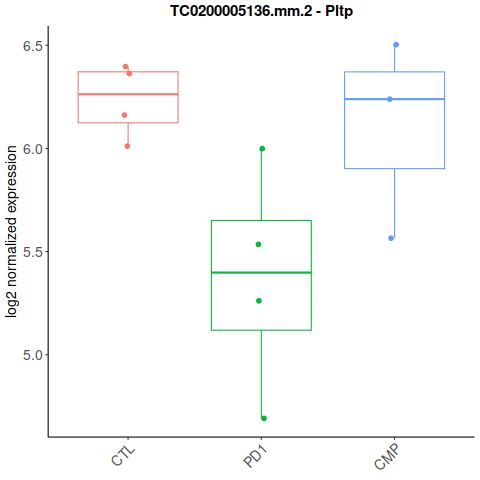 TC0200005136.mm.2 - Pltp
log2 normalized expression
6.5
6.0
5.5
5.0
CTL
PD1
CMP